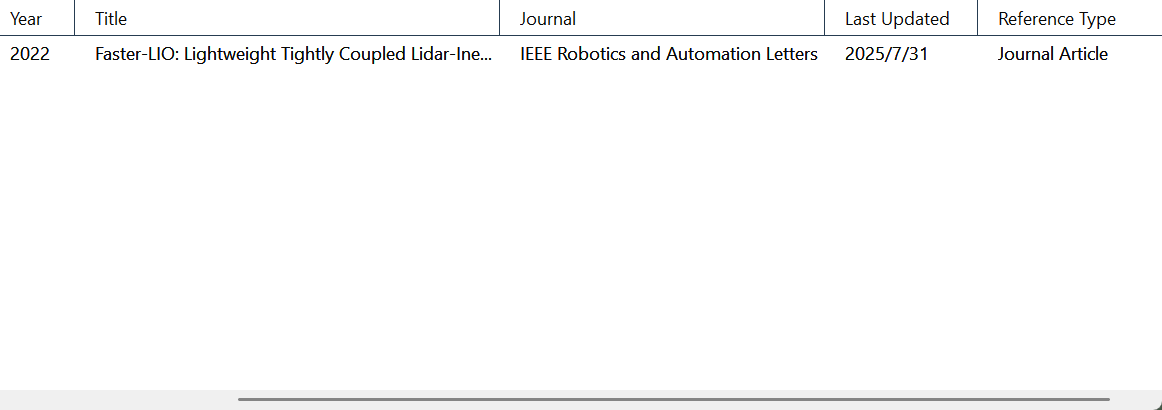 Year Title Journal Last Updated Reference Type
2022 Faster-LIO: Lightweight Tightly Coupled Lidar-Ine... IEEE Robotics and Automation Letters 2025/7/31 Journal Article